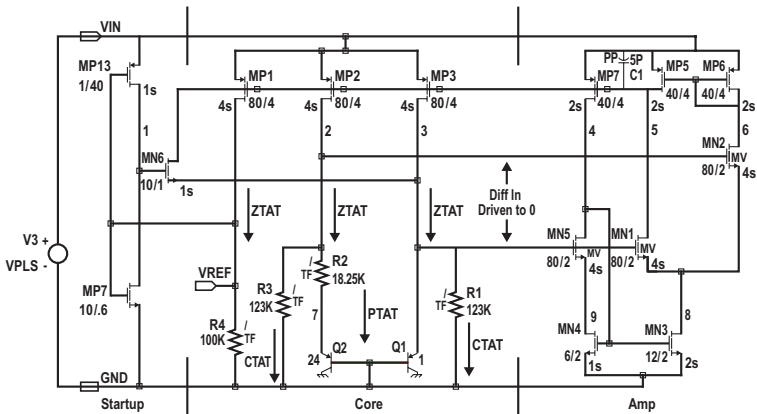 VIN
MP13
1/40
1s
1
MN6
10/1
1s
V3 +
VPLS -
MP7
10/.6
GND
Startup
MP1
4s
80/4
MP2
4s
80/4
MP3
4s
80/4
2
3
ZTAT
ZTAT
ZTAT
VREF
R4
100K
/
TF
CTAT
R3
123K
/
TF
R2
18.25K
/
TF
7
PTAT
24
Q2
Q1
1
R1
123K
/
TF
CTAT
Core
Diff In
Driven to 0
PP
5P
C1
MP7
2s
40/4
MP5
40/4
2s
MP6
40/4
2s
4
5
6
MN2
MV
80/2
4s
MN5
MV
80/2
4s
MN1
MV
80/2
4s
9
8
MN4
6/2
1s
MN3
12/2
2s
Amp